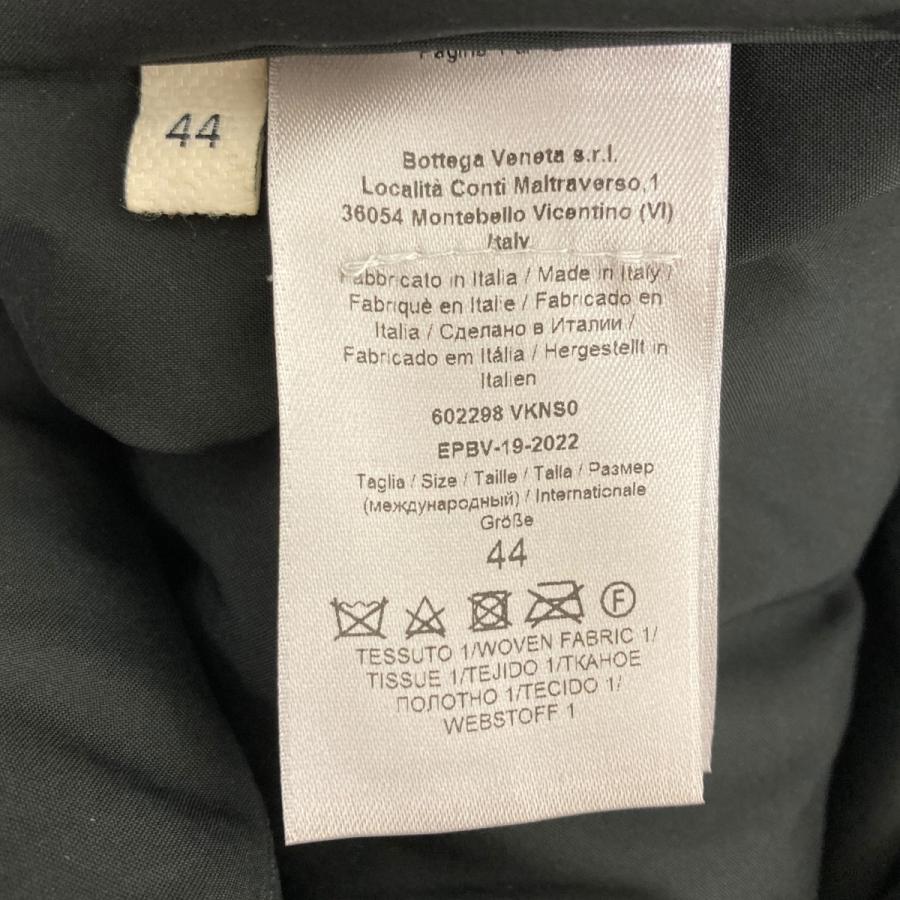 44
Bottega Veneta s.r.l.
Località Conti Maltraverso,1
36054 Montebello Vicentino (VI)
Italy
Fabbricato in Italia / Made in Italy /
Fabriquè en Italie / Fabricado en
Italia / Сделано в Италии /
Fabricado em Itália / Hergestellt in
Italien
602298 VKNS0
EPBV-19-2022
Taglia / Size / Taille / Talla / Размер
(международный) / Internationale
Größe
44
F
TESSUTO 1/WOVEN FABRIC 1/
TISSUE 1/TEJIDO 1/ТКАНОЕ
ПОЛОТНО 1/TECIDO 1/
WEBSTOFF 1